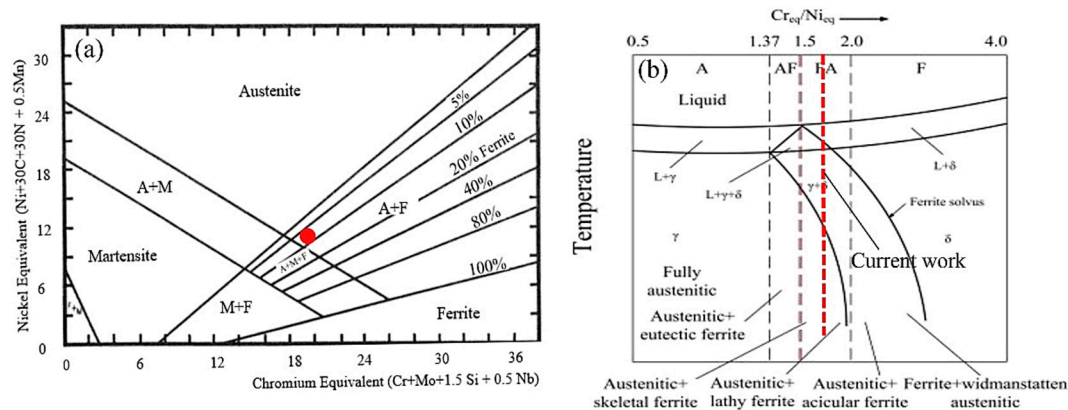 (a)
Nickel Equivalent (Ni+30C+30N + 0.5Mn)
30
24
18
12
6
0
Austenite
A+M
Martensite
M+F
A+F
A+M+F
Ferrite
5%
10%
20% Ferrite
40%
80%
100%
0 6 12 18 24 30 36
Chromium Equivalent (Cr+Mo+1.5 Si + 0.5 Nb)
(b)
Creq/Nieq
0.5 1.37 1.5 2.0 4.0
A AF FA F
Liquid
Temperature
L+γ
L+γ+δ
L+δ
Ferrite solvus
γ
δ
Current work
Fully
austenitic
Austenitic+
eutectic ferrite
Austenitic+
skeletal ferrite
Austenitic+
lathy ferrite
Austenitic+
acicular ferrite
Ferrite+widmanstatten
austenitic